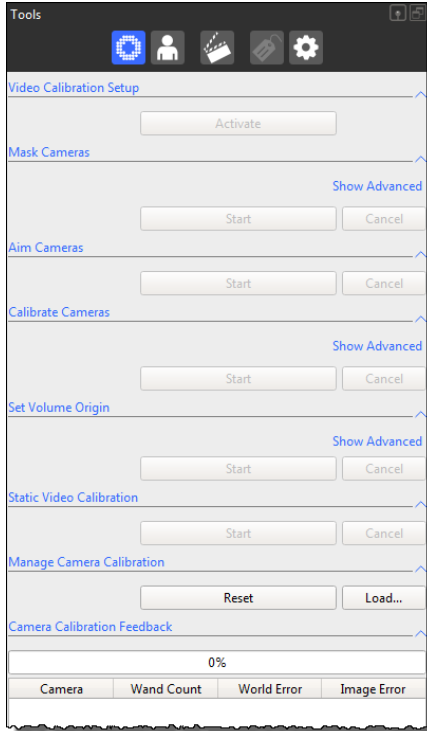 Tools
Video Calibration Setup
Activate
Mask Cameras
Show Advanced
Start Cancel
Aim Cameras
Start Cancel
Calibrate Cameras
Show Advanced
Start Cancel
Set Volume Origin
Show Advanced
Start Cancel
Static Video Calibration
Start Cancel
Manage Camera Calibration
Reset Load...
Camera Calibration Feedback
0%
Camera Wand Count World Error Image Error